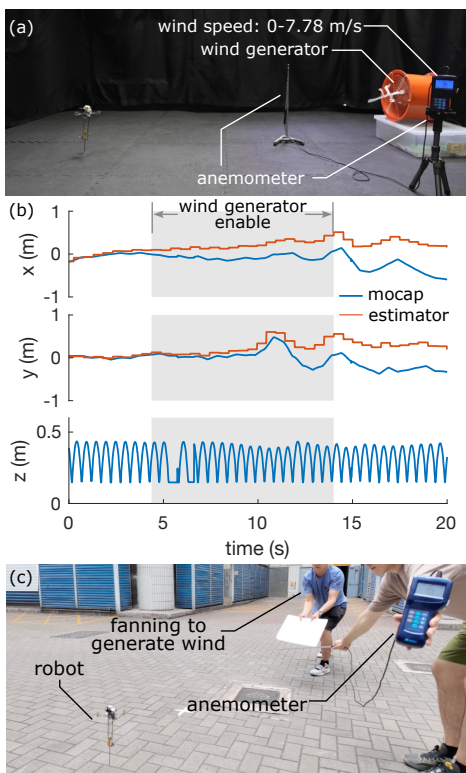 (a)
wind speed: 0-7.78 m/s
wind generator
anemometer
(b)
wind generator
enable
1
0
-1
x (m)
mocap
estimator
1
0
-1
y (m)
0.5
0
z (m)
0
5
10
15
20
time (s)
(c)
fanning to
generate wind
robot
anemometer